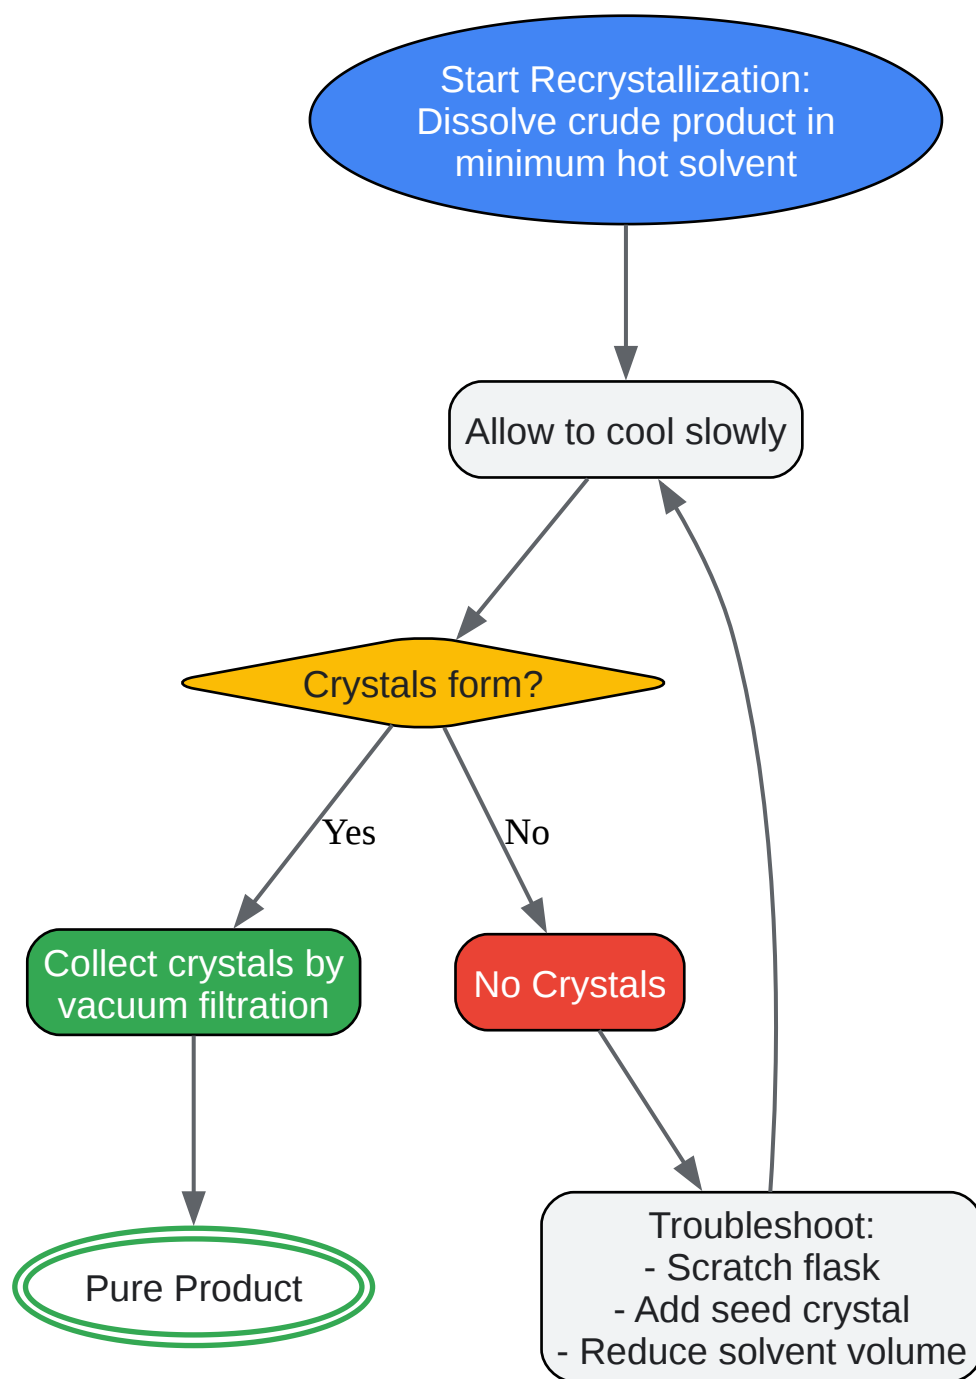 Start Recrystallization:
Dissolve crude product in
minimum hot solvent
Allow to cool slowly
Crystals form?
Yes
No
Collect crystals by
vacuum filtration
No Crystals
Pure Product
Troubleshoot:
- Scratch flask
- Add seed crystal
- Reduce solvent volume